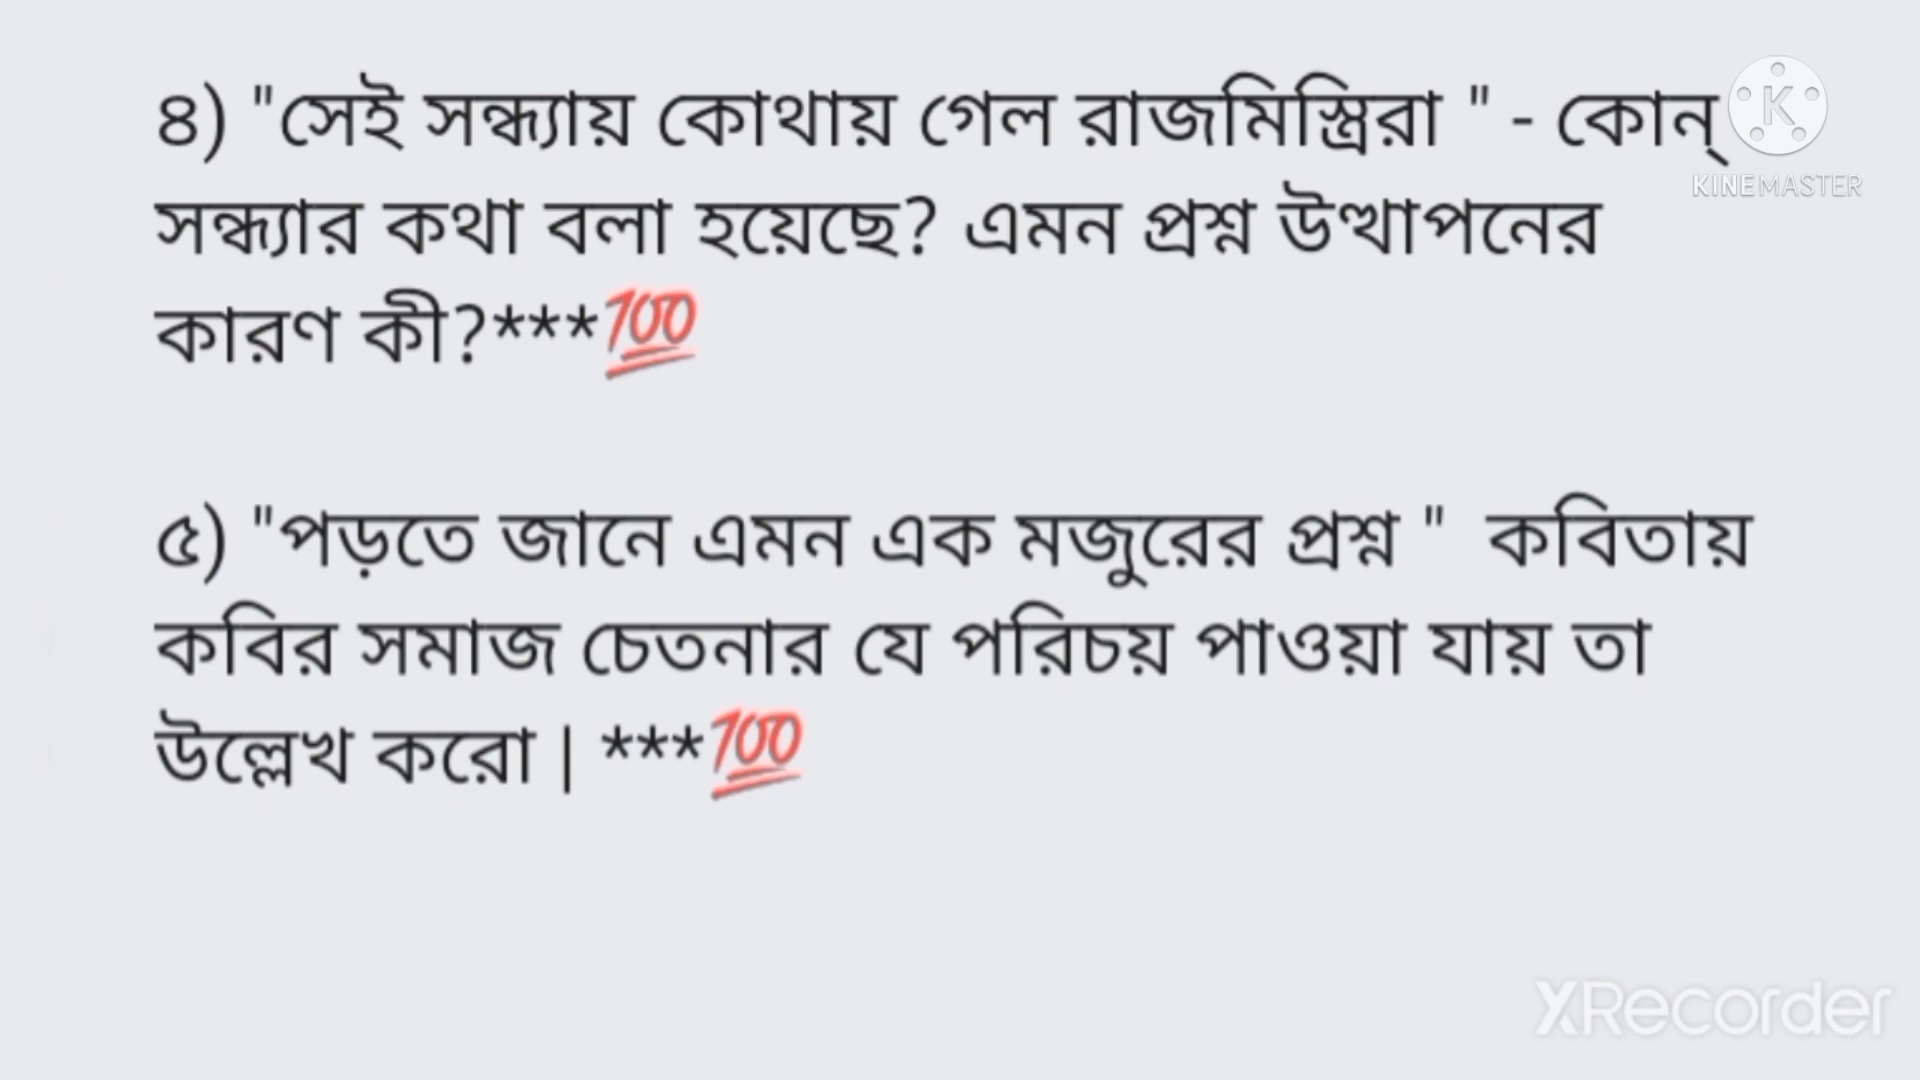 ৪) "সেই সন্ধ্যায় কোথায় গেল রাজমিস্ত্রিরা " - কোন্
সন্ধ্যার কথা বলা হয়েছে? এমন প্রশ্ন উত্থাপনের
কারণ কী?***💯
৫) "পড়তে জানে এমন এক মজুরের প্রশ্ন " কবিতায়
কবির সমাজ চেতনার যে পরিচয় পাওয়া যায় তা
উল্লেখ করো | ***💯
K
KINEMASTER
XRecorder